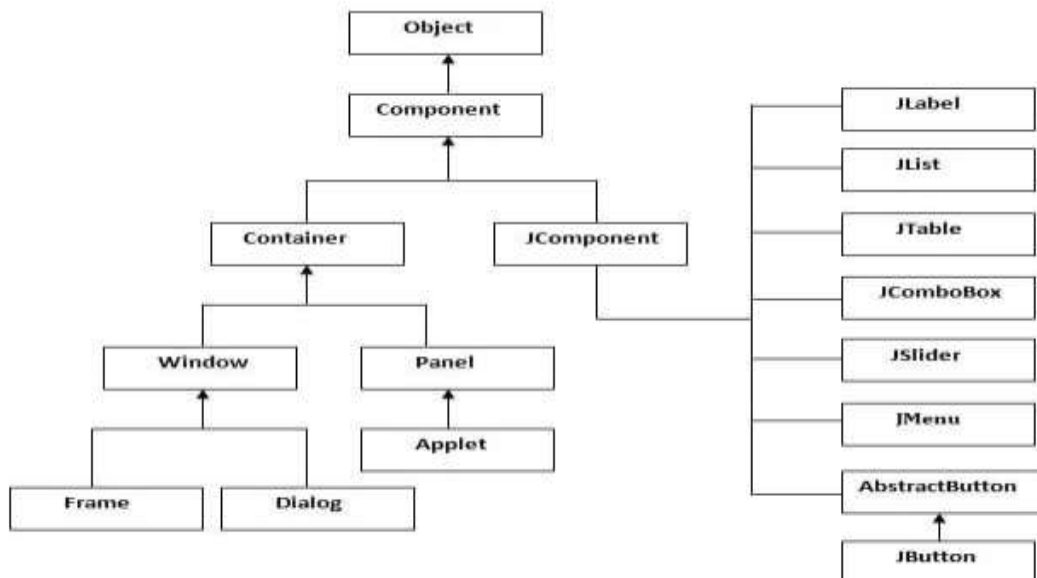 Object
Component
Container
JComponent
Window
Panel
Applet
Frame
Dialog
JLabel
JList
JTable
JComboBox
JSlider
JMenu
AbstractButton
JButton